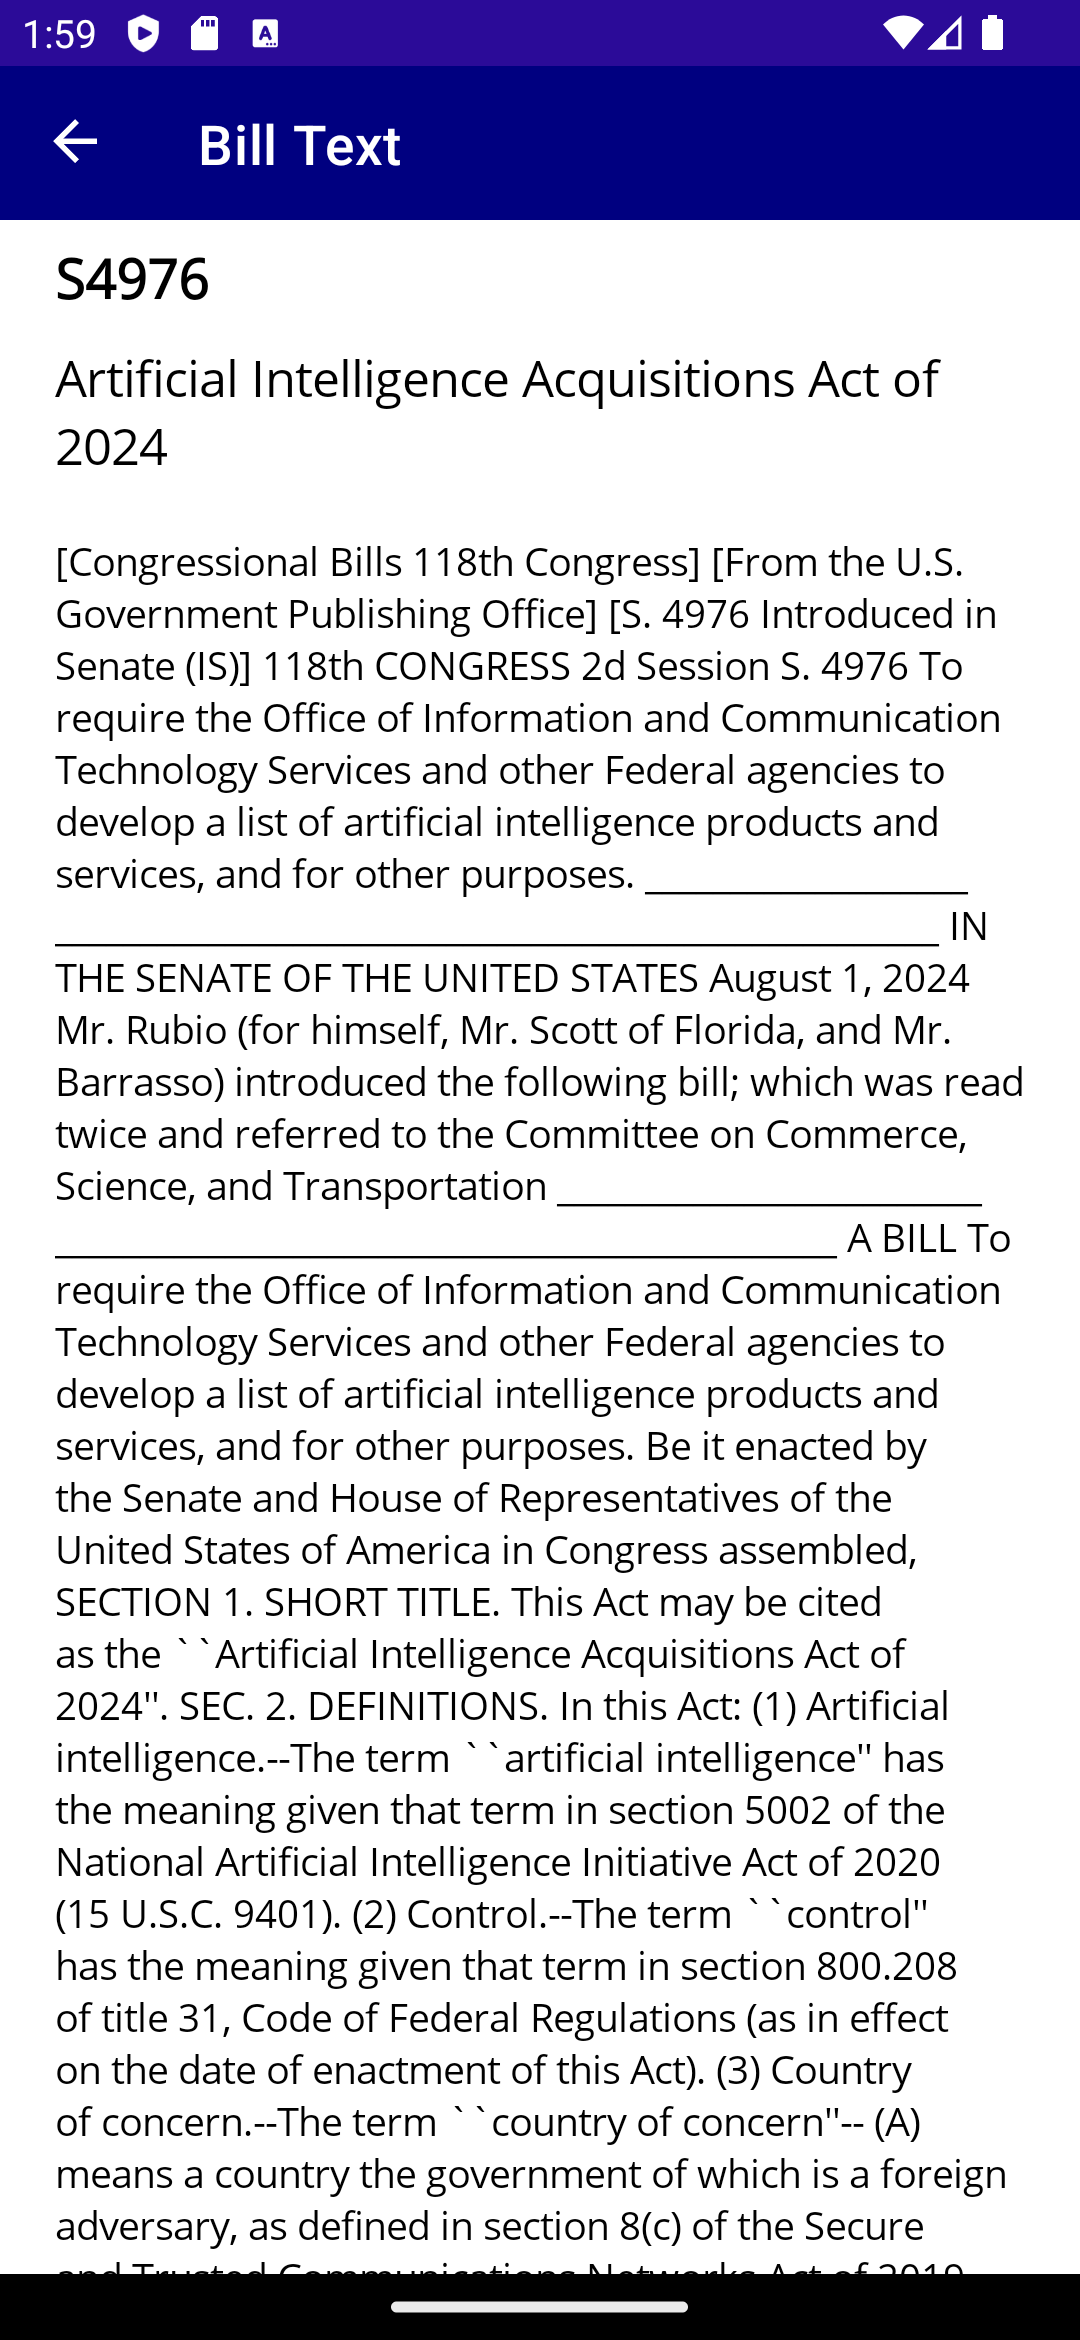 1:59
Bill Text
S4976
Artificial Intelligence Acquisitions Act of
2024
[Congressional Bills 118th Congress] [From the U.S.
Government Publishing Office] [S. 4976 Introduced in
Senate (IS)] 118th CONGRESS 2d Session S. 4976 To
require the Office of Information and Communication
Technology Services and other Federal agencies to
develop a list of artificial intelligence products and
services, and for other purposes. ________________
____________________________________________ IN
THE SENATE OF THE UNITED STATES August 1, 2024
Mr. Rubio (for himself, Mr. Scott of Florida, and Mr.
Barrasso) introduced the following bill; which was read
twice and referred to the Committee on Commerce,
Science, and Transportation _____________________
_______________________________________ A BILL To
require the Office of Information and Communication
Technology Services and other Federal agencies to
develop a list of artificial intelligence products and
services, and for other purposes. Be it enacted by
the Senate and House of Representatives of the
United States of America in Congress assembled,
SECTION 1. SHORT TITLE. This Act may be cited
as the ``Artificial Intelligence Acquisitions Act of
2024''. SEC. 2. DEFINITIONS. In this Act: (1) Artificial
intelligence.--The term ``artificial intelligence'' has
the meaning given that term in section 5002 of the
National Artificial Intelligence Initiative Act of 2020
(15 U.S.C. 9401). (2) Control.--The term ``control''
has the meaning given that term in section 800.208
of title 31, Code of Federal Regulations (as in effect
on the date of enactment of this Act). (3) Country
of concern.--The term ``country of concern''-- (A)
means a country the government of which is a foreign
adversary, as defined in section 8(c) of the Secure
and Trusted Communications Networks Act of 2019